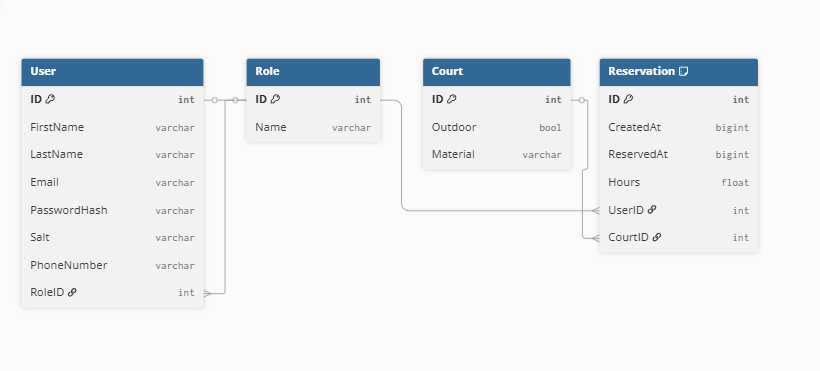 User
ID int
FirstName varchar
LastName varchar
Email varchar
PasswordHash varchar
Salt varchar
PhoneNumber varchar
RoleID int
Role
ID int
Name varchar
Court
ID int
Outdoor bool
Material varchar
Reservation
ID int
CreatedAt bigint
ReservedAt bigint
Hours float
UserID int
CourtID int